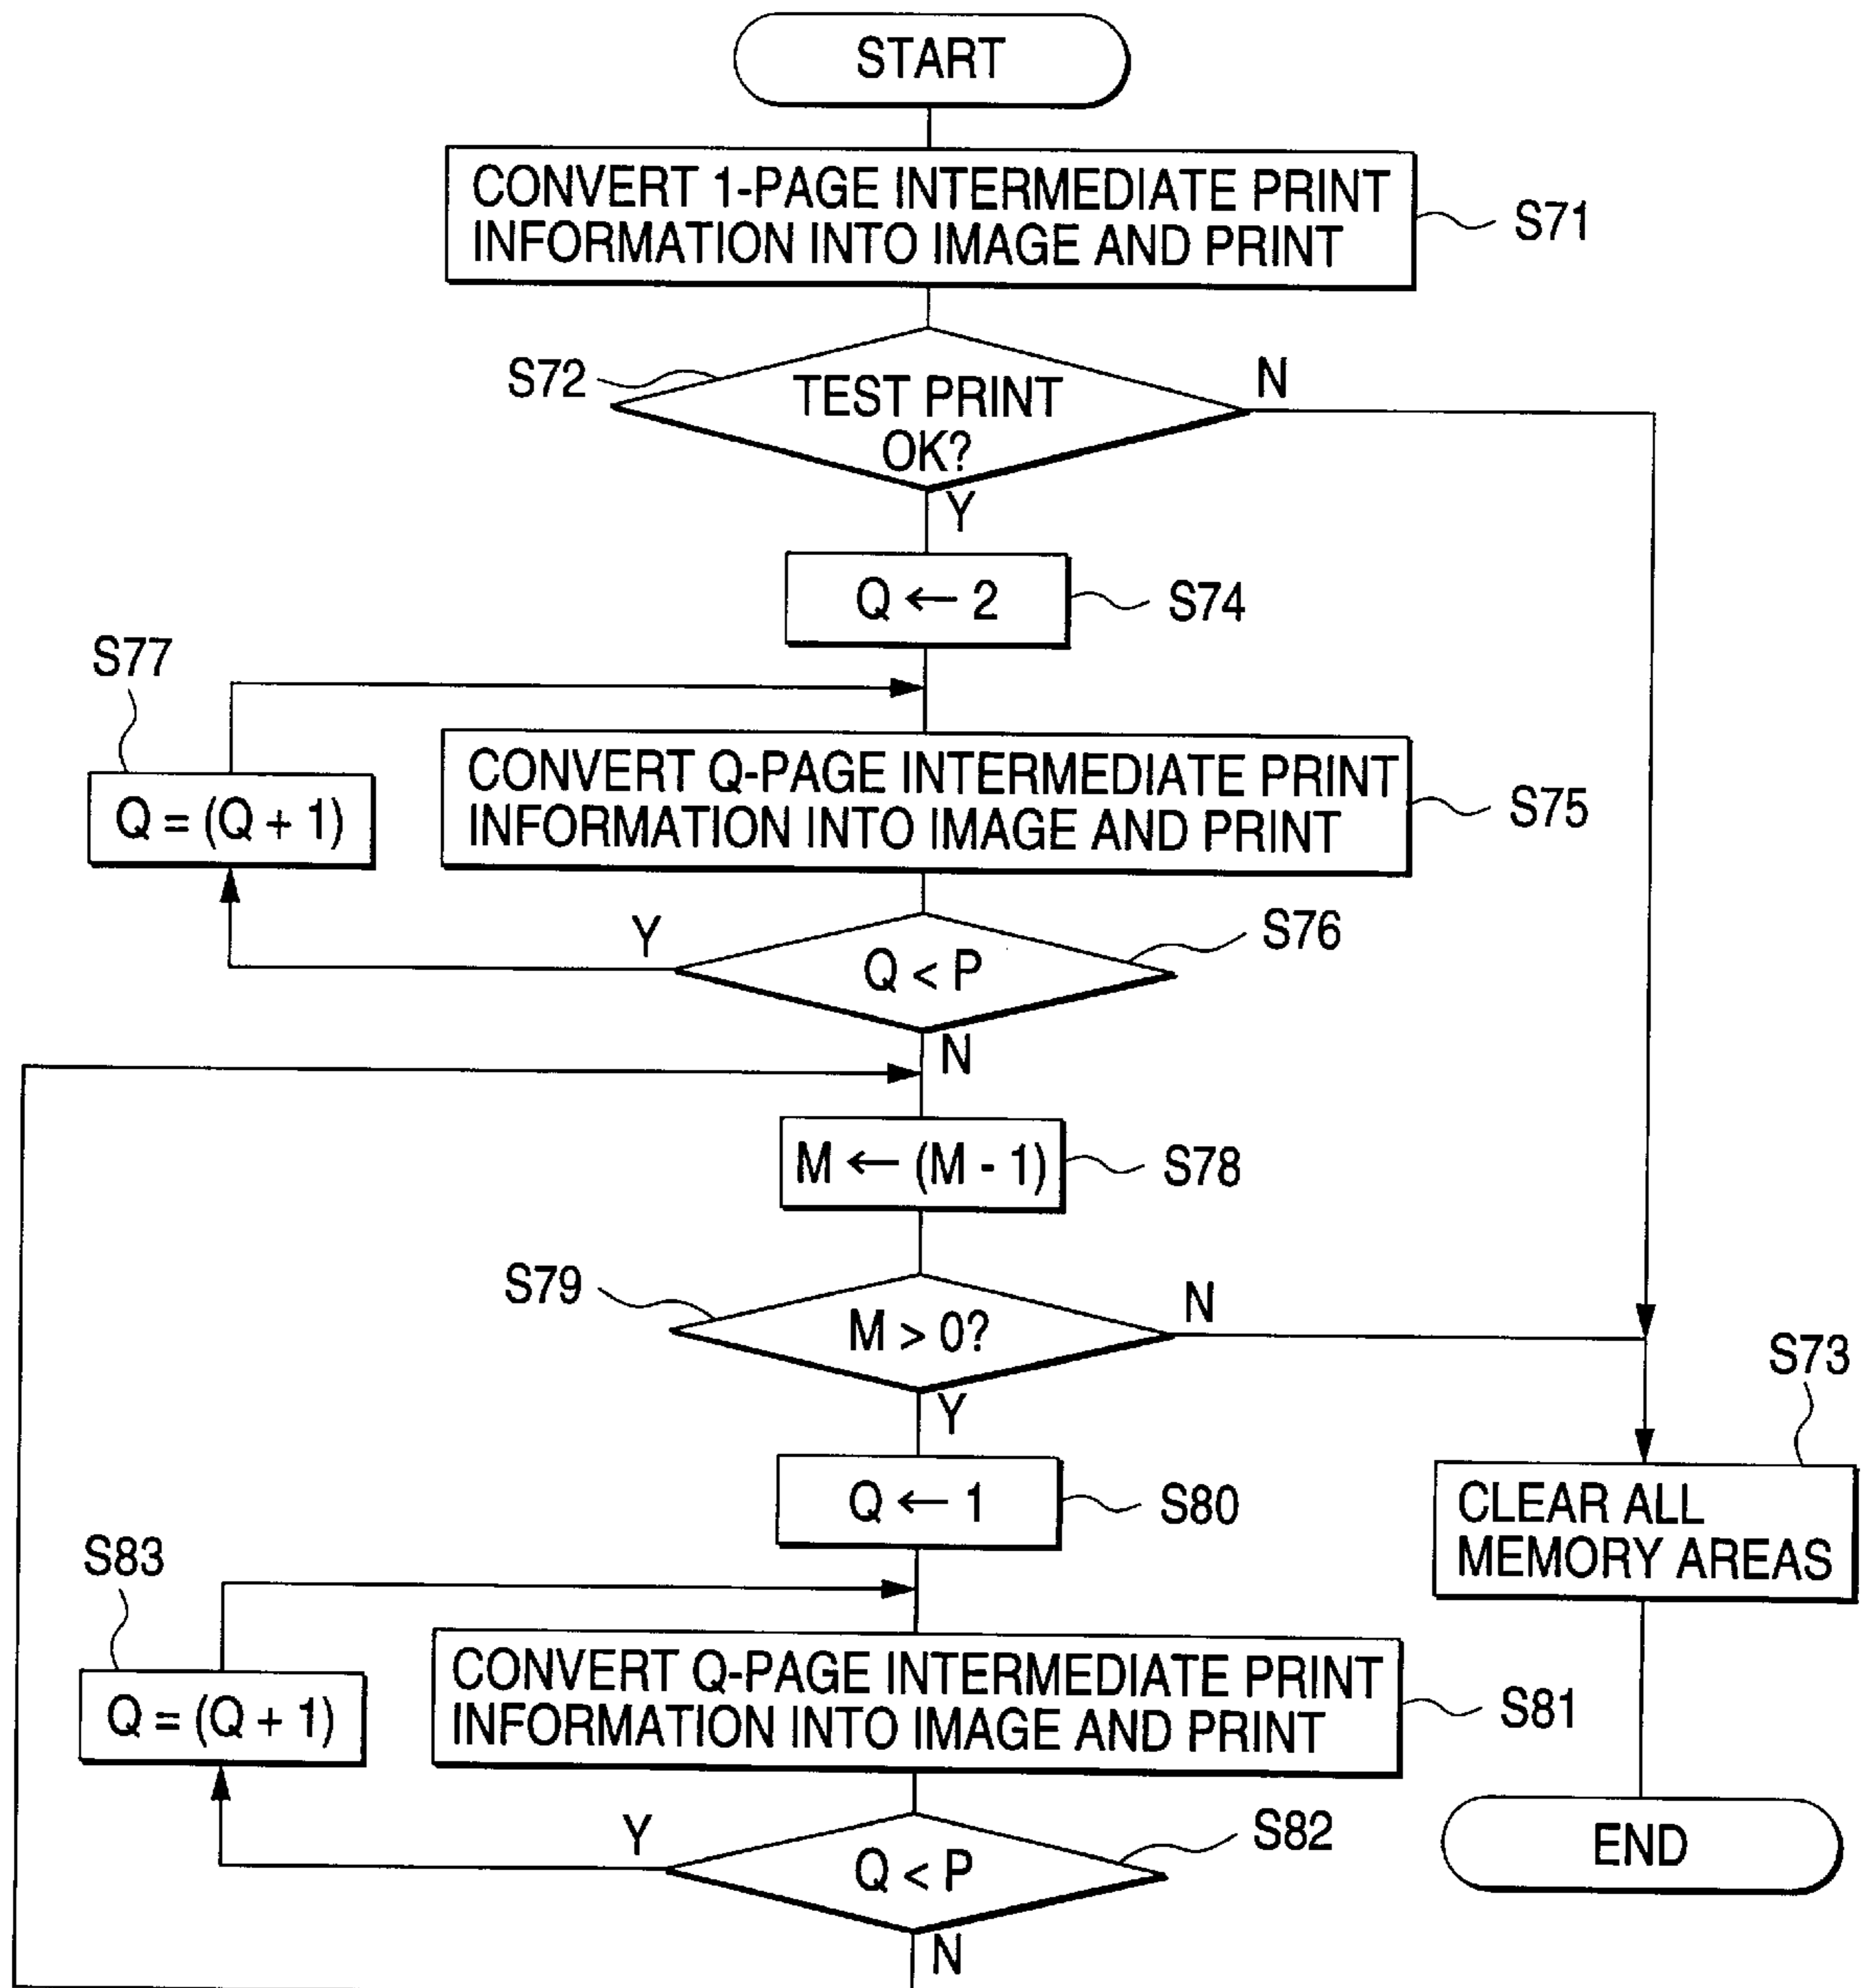 START
CONVERT 1-PAGE INTERMEDIATE PRINT
INFORMATION INTO IMAGE AND PRINT
S71
S72
TEST PRINT
OK?
N
Y
Q ← 2
S74
S77
Q = (Q + 1)
CONVERT Q-PAGE INTERMEDIATE PRINT
INFORMATION INTO IMAGE AND PRINT
S75
Y
Q < P
S76
N
M ← (M - 1)
S78
S79
M > 0?
N
Y
S73
CLEAR ALL
MEMORY AREAS
Q ← 1
S80
S83
Q = (Q + 1)
CONVERT Q-PAGE INTERMEDIATE PRINT
INFORMATION INTO IMAGE AND PRINT
S81
Y
Q < P
S82
N
END